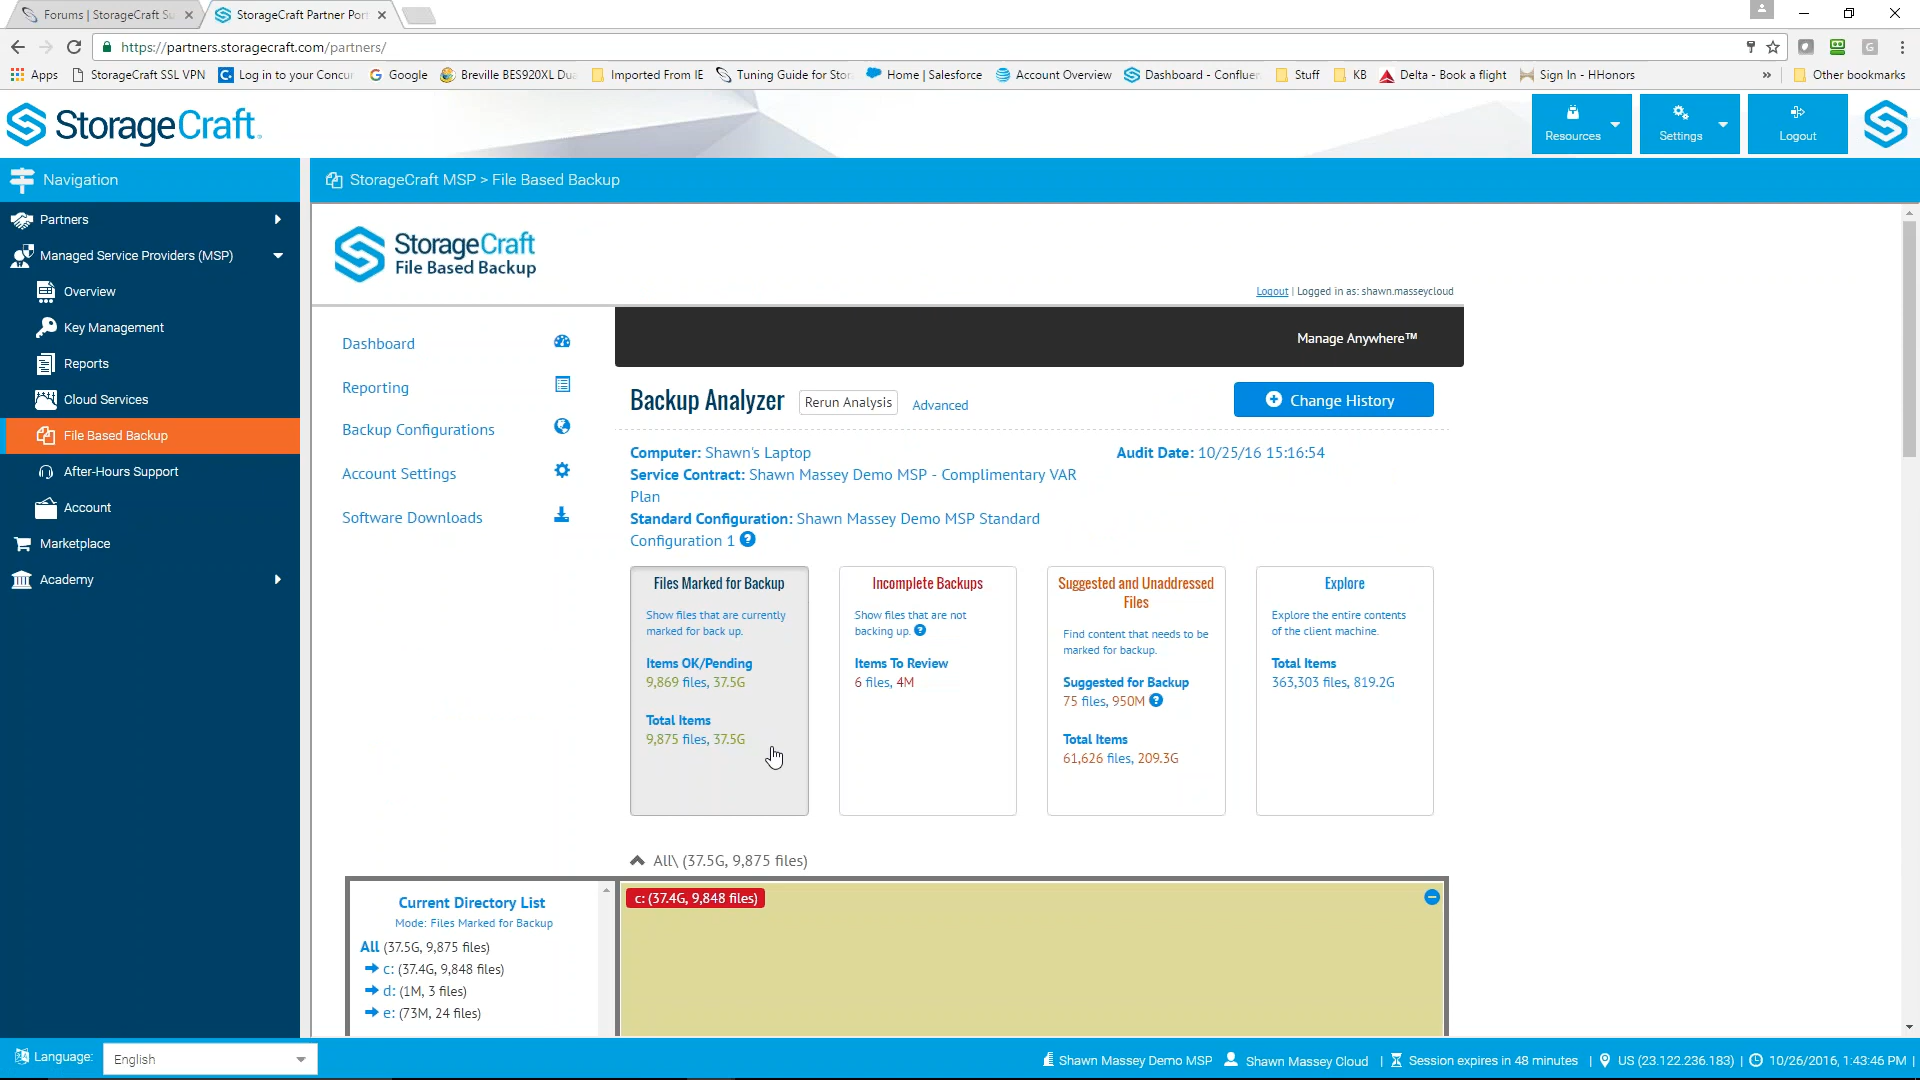 Forums | StorageCraft Su
StorageCraft Partner Por
https://partners.storagecraft.com/partners/
Apps
StorageCraft SSL VPN
Log in to your Concur
Google
Breville BES920XL Dua
Imported From IE
Tuning Guide for Stor
Home | Salesforce
Account Overview
Dashboard - Confluen
Stuff
KB
Delta - Book a flight
Sign In - HHonors
»
Other bookmarks
StorageCraft
Resources
Settings
Logout
Navigation
StorageCraft MSP > File Based Backup
Partners
Managed Service Providers (MSP)
Overview
Key Management
Reports
Cloud Services
File Based Backup
After-Hours Support
Account
Marketplace
Academy
StorageCraft
File Based Backup
Logout | Logged in as: shawn.masseycloud
Dashboard
Reporting
Backup Configurations
Account Settings
Software Downloads
Manage Anywhere™
Backup Analyzer
Rerun Analysis
Advanced
Change History
Computer: Shawn's Laptop
Audit Date: 10/25/16 15:16:54
Service Contract: Shawn Massey Demo MSP - Complimentary VAR
Plan
Standard Configuration: Shawn Massey Demo MSP Standard
Configuration 1 ?
Files Marked for Backup
Show files that are currently
marked for back up.
Items OK/Pending
9,869 files, 37.5G
Total Items
9,875 files, 37.5G
Incomplete Backups
Show files that are not
backing up. ?
Items To Review
6 files, 4M
Suggested and Unaddressed
Files
Find content that needs to be
marked for backup.
Suggested for Backup
75 files, 950M ?
Total Items
61,626 files, 209.3G
Explore
Explore the entire contents
of the client machine.
Total Items
363,303 files, 819.2G
All\ (37.5G, 9,875 files)
Current Directory List
Mode: Files Marked for Backup
All (37.5G, 9,875 files)
c: (37.4G, 9,848 files)
d: (1M, 3 files)
e: (73M, 24 files)
c: (37.4G, 9,848 files)
Language:
English
Shawn Massey Demo MSP
Shawn Massey Cloud |
Session expires in 48 minutes |
US (23.122.236.183) |
10/26/2016, 1:43:46 PM |